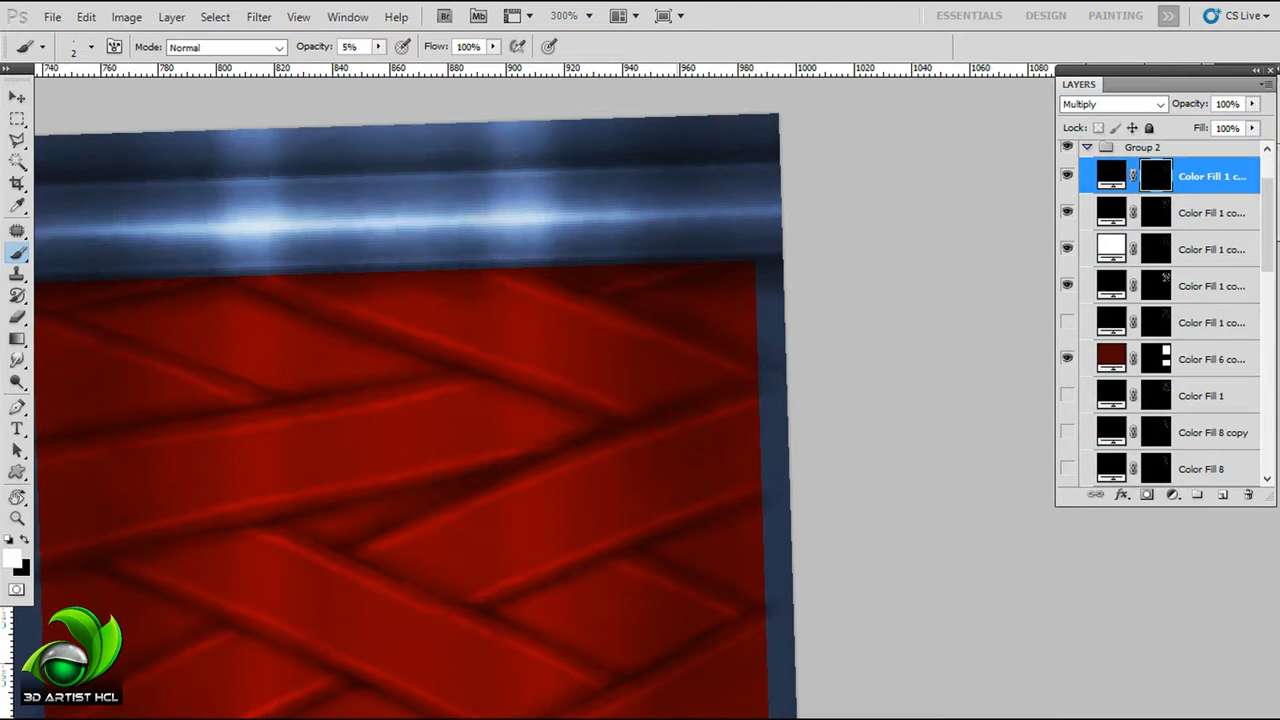 Ps File Edit Image Layer Select Filter View Window Help Br Mb 300% ESSENTIALS DESIGN PAINTING CS Live
2 Mode: Normal Opacity: 5% Flow: 100%
740 800 820 840 860 880 900 920 940 960 980 1000 1020 1040 1060 1080
LAYERS
Multiply Opacity: 100%
Lock: Fill: 100%
Group 2
Color Fill 1 c...
Color Fill 1 co...
Color Fill 1 co...
Color Fill 1 co...
Color Fill 1 co...
Color Fill 6 co...
Color Fill 1
Color Fill 8 copy
Color Fill 8
fx
T
3D ARTIST HCL